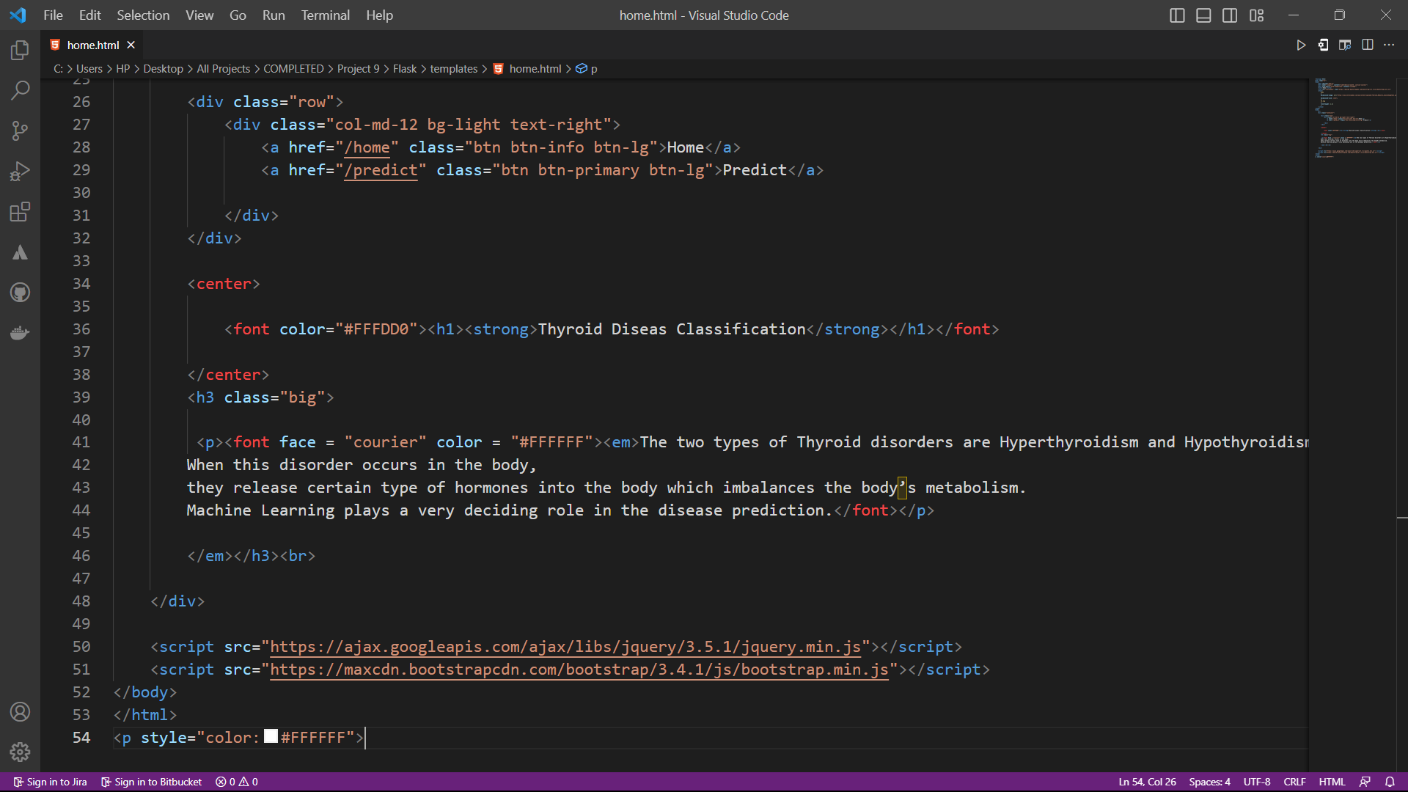 File Edit Selection View Go Run Terminal Help home.html - Visual Studio Code
home.html
C: > Users > HP > Desktop > All Projects > COMPLETED > Project 9 > Flask > templates > home.html > p
25
26 <div class="row">
27 <div class="col-md-12 bg-light text-right">
28 <a href="/home" class="btn btn-info btn-lg">Home</a>
29 <a href="/predict" class="btn btn-primary btn-lg">Predict</a>
30
31 </div>
32 </div>
33
34 <center>
35
36 <font color="#FFFDD0"><h1><strong>Thyroid Diseas Classification</strong></h1></font>
37
38 </center>
39 <h3 class="big">
40
41 <p><font face = "courier" color = "#FFFFFF"><em>The two types of Thyroid disorders are Hyperthyroidism and Hypothyroidism
42 When this disorder occurs in the body,
43 they release certain type of hormones into the body which imbalances the body’s metabolism.
44 Machine Learning plays a very deciding role in the disease prediction.</font></p>
45
46 </em></h3><br>
47
48 </div>
49
50 <script src="https://ajax.googleapis.com/ajax/libs/jquery/3.5.1/jquery.min.js"></script>
51 <script src="https://maxcdn.bootstrapcdn.com/bootstrap/3.4.1/js/bootstrap.min.js"></script>
52 </body>
53 </html>
54 <p style="color:#FFFFFF">
Sign in to Jira Sign in to Bitbucket 0 0 Ln 54, Col 26 Spaces: 4 UTF-8 CRLF HTML